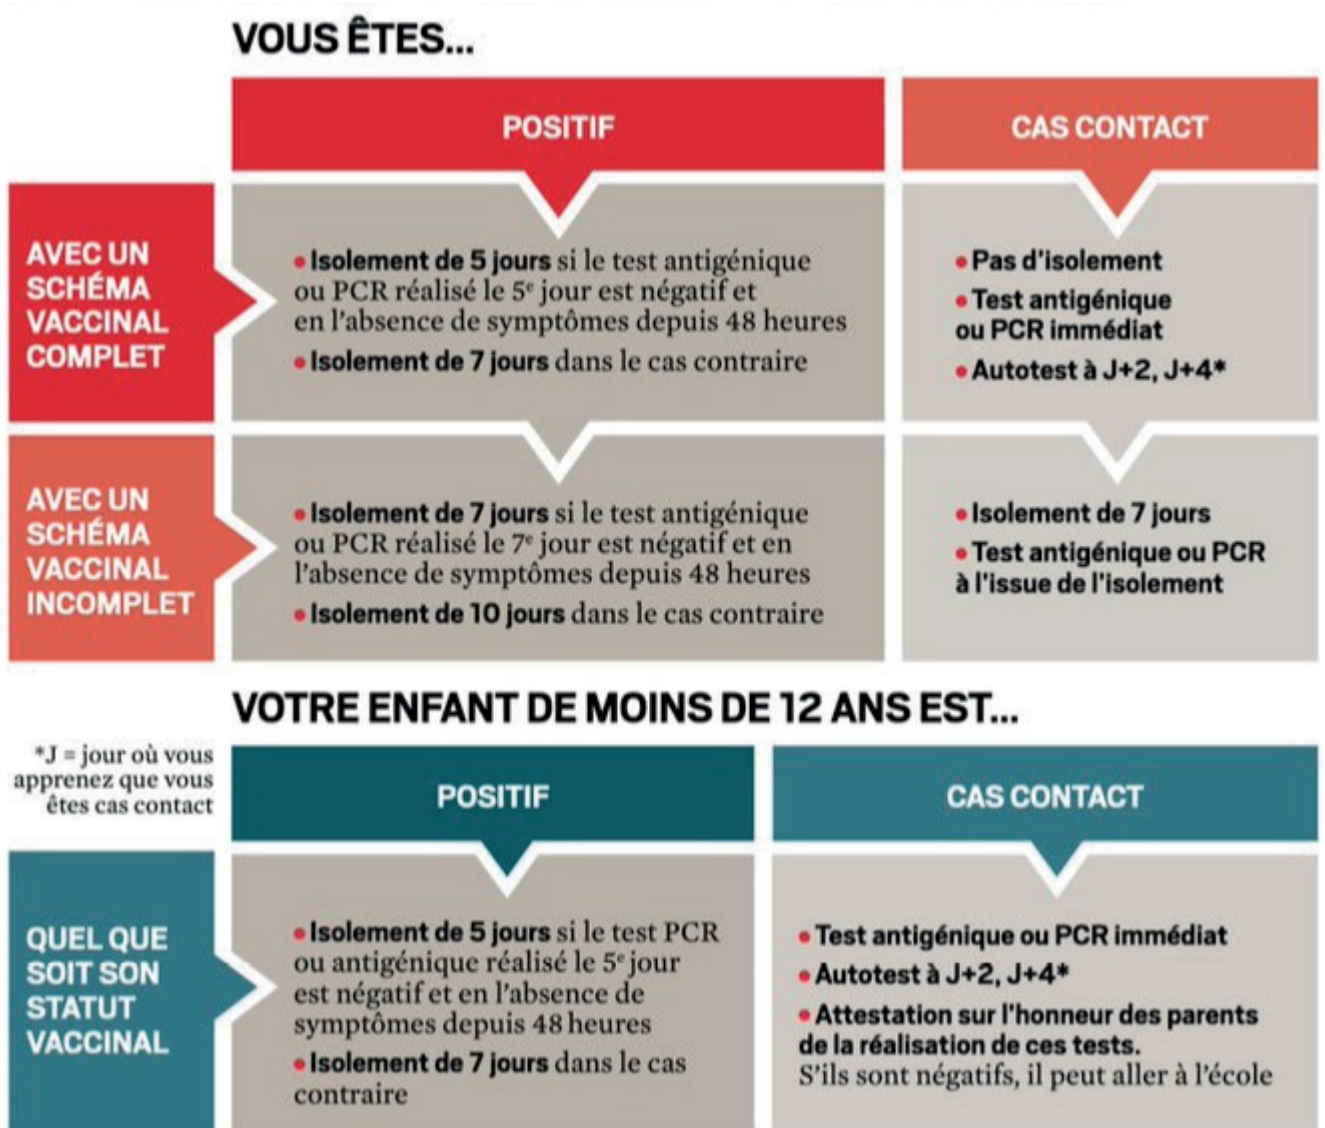 VOUS ÊTES...
POSITIF
CAS CONTACT
AVEC UN
SCHÉMA
VACCINAL
COMPLET
• Isolement de 5 jours si le test antigénique
ou PCR réalisé le 5e jour est négatif et
en l'absence de symptômes depuis 48 heures
• Isolement de 7 jours dans le cas contraire
• Pas d'isolement
• Test antigénique
ou PCR immédiat
• Autotest à J+2, J+4*
AVEC UN
SCHÉMA
VACCINAL
INCOMPLET
• Isolement de 7 jours si le test antigénique
ou PCR réalisé le 7e jour est négatif et en
l'absence de symptômes depuis 48 heures
• Isolement de 10 jours dans le cas contraire
• Isolement de 7 jours
• Test antigénique ou PCR
à l'issue de l'isolement
VOTRE ENFANT DE MOINS DE 12 ANS EST...
*J = jour où vous
apprenez que vous
êtes cas contact
POSITIF
CAS CONTACT
QUEL QUE
SOIT SON
STATUT
VACCINAL
• Isolement de 5 jours si le test PCR
ou antigénique réalisé le 5e jour
est négatif et en l'absence de
symptômes depuis 48 heures
• Isolement de 7 jours dans le cas
contraire
• Test antigénique ou PCR immédiat
• Autotest à J+2, J+4*
• Attestation sur l'honneur des parents
de la réalisation de ces tests.
S'ils sont négatifs, il peut aller à l'école